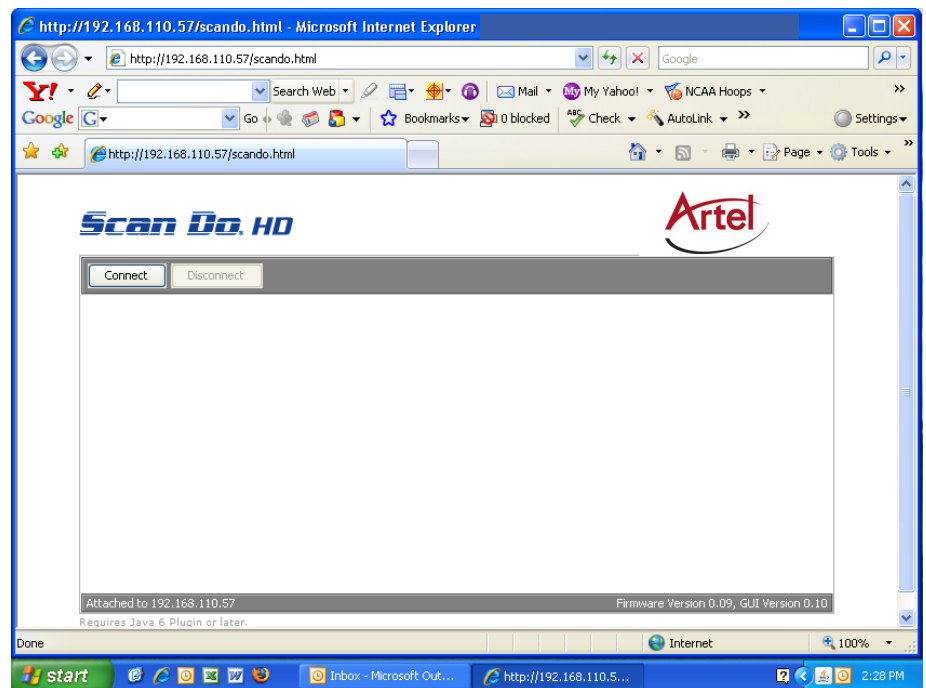 http://192.168.110.57/scando.html - Microsoft Internet Explorer
http://192.168.110.57/scando.html
Google
Y! Search Web Mail My Yahoo! NCAA Hoops »
Google G Go Bookmarks 0 blocked ABC Check AutoLink » Settings
http://192.168.110.57/scando.html Page Tools »
Scan Do. HD
Artel
Connect Disconnect
Attached to 192.168.110.57 Firmware Version 0.09, GUI Version 0.10
Requires Java 6 Plugin or later.
Done Internet 100%
start Inbox - Microsoft Out... http://192.168.110.5... 2:28 PM